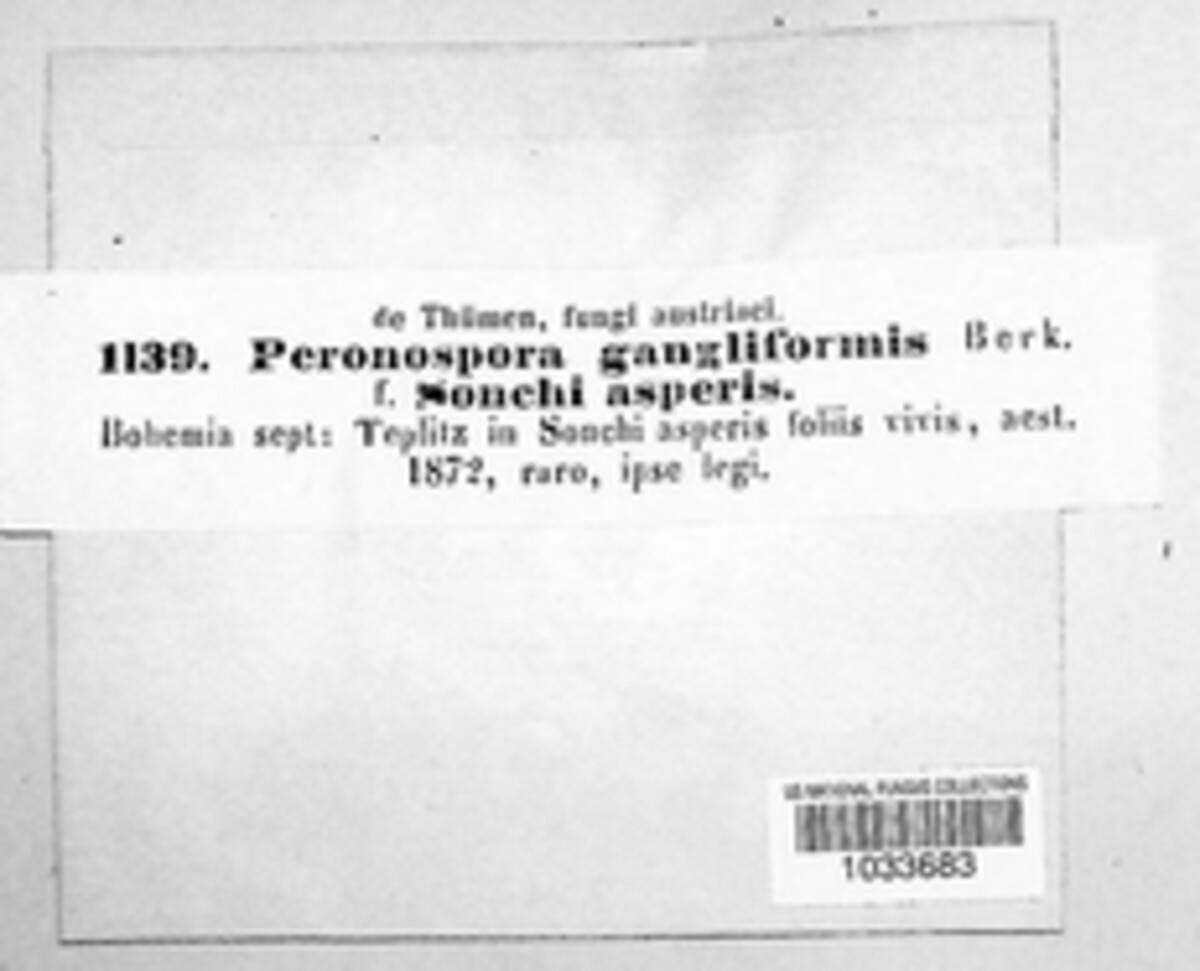 de Thümen, fungi austriaci.
1139. Peronospora gangliformis Berk.
f. Sonchi asperis.
Bohemia sept: Teplitz in Sonchi asperis foliis vivis, aest.
1872, raro, ipse legi.
US NATIONAL FUNGUS COLLECTIONS
1033683